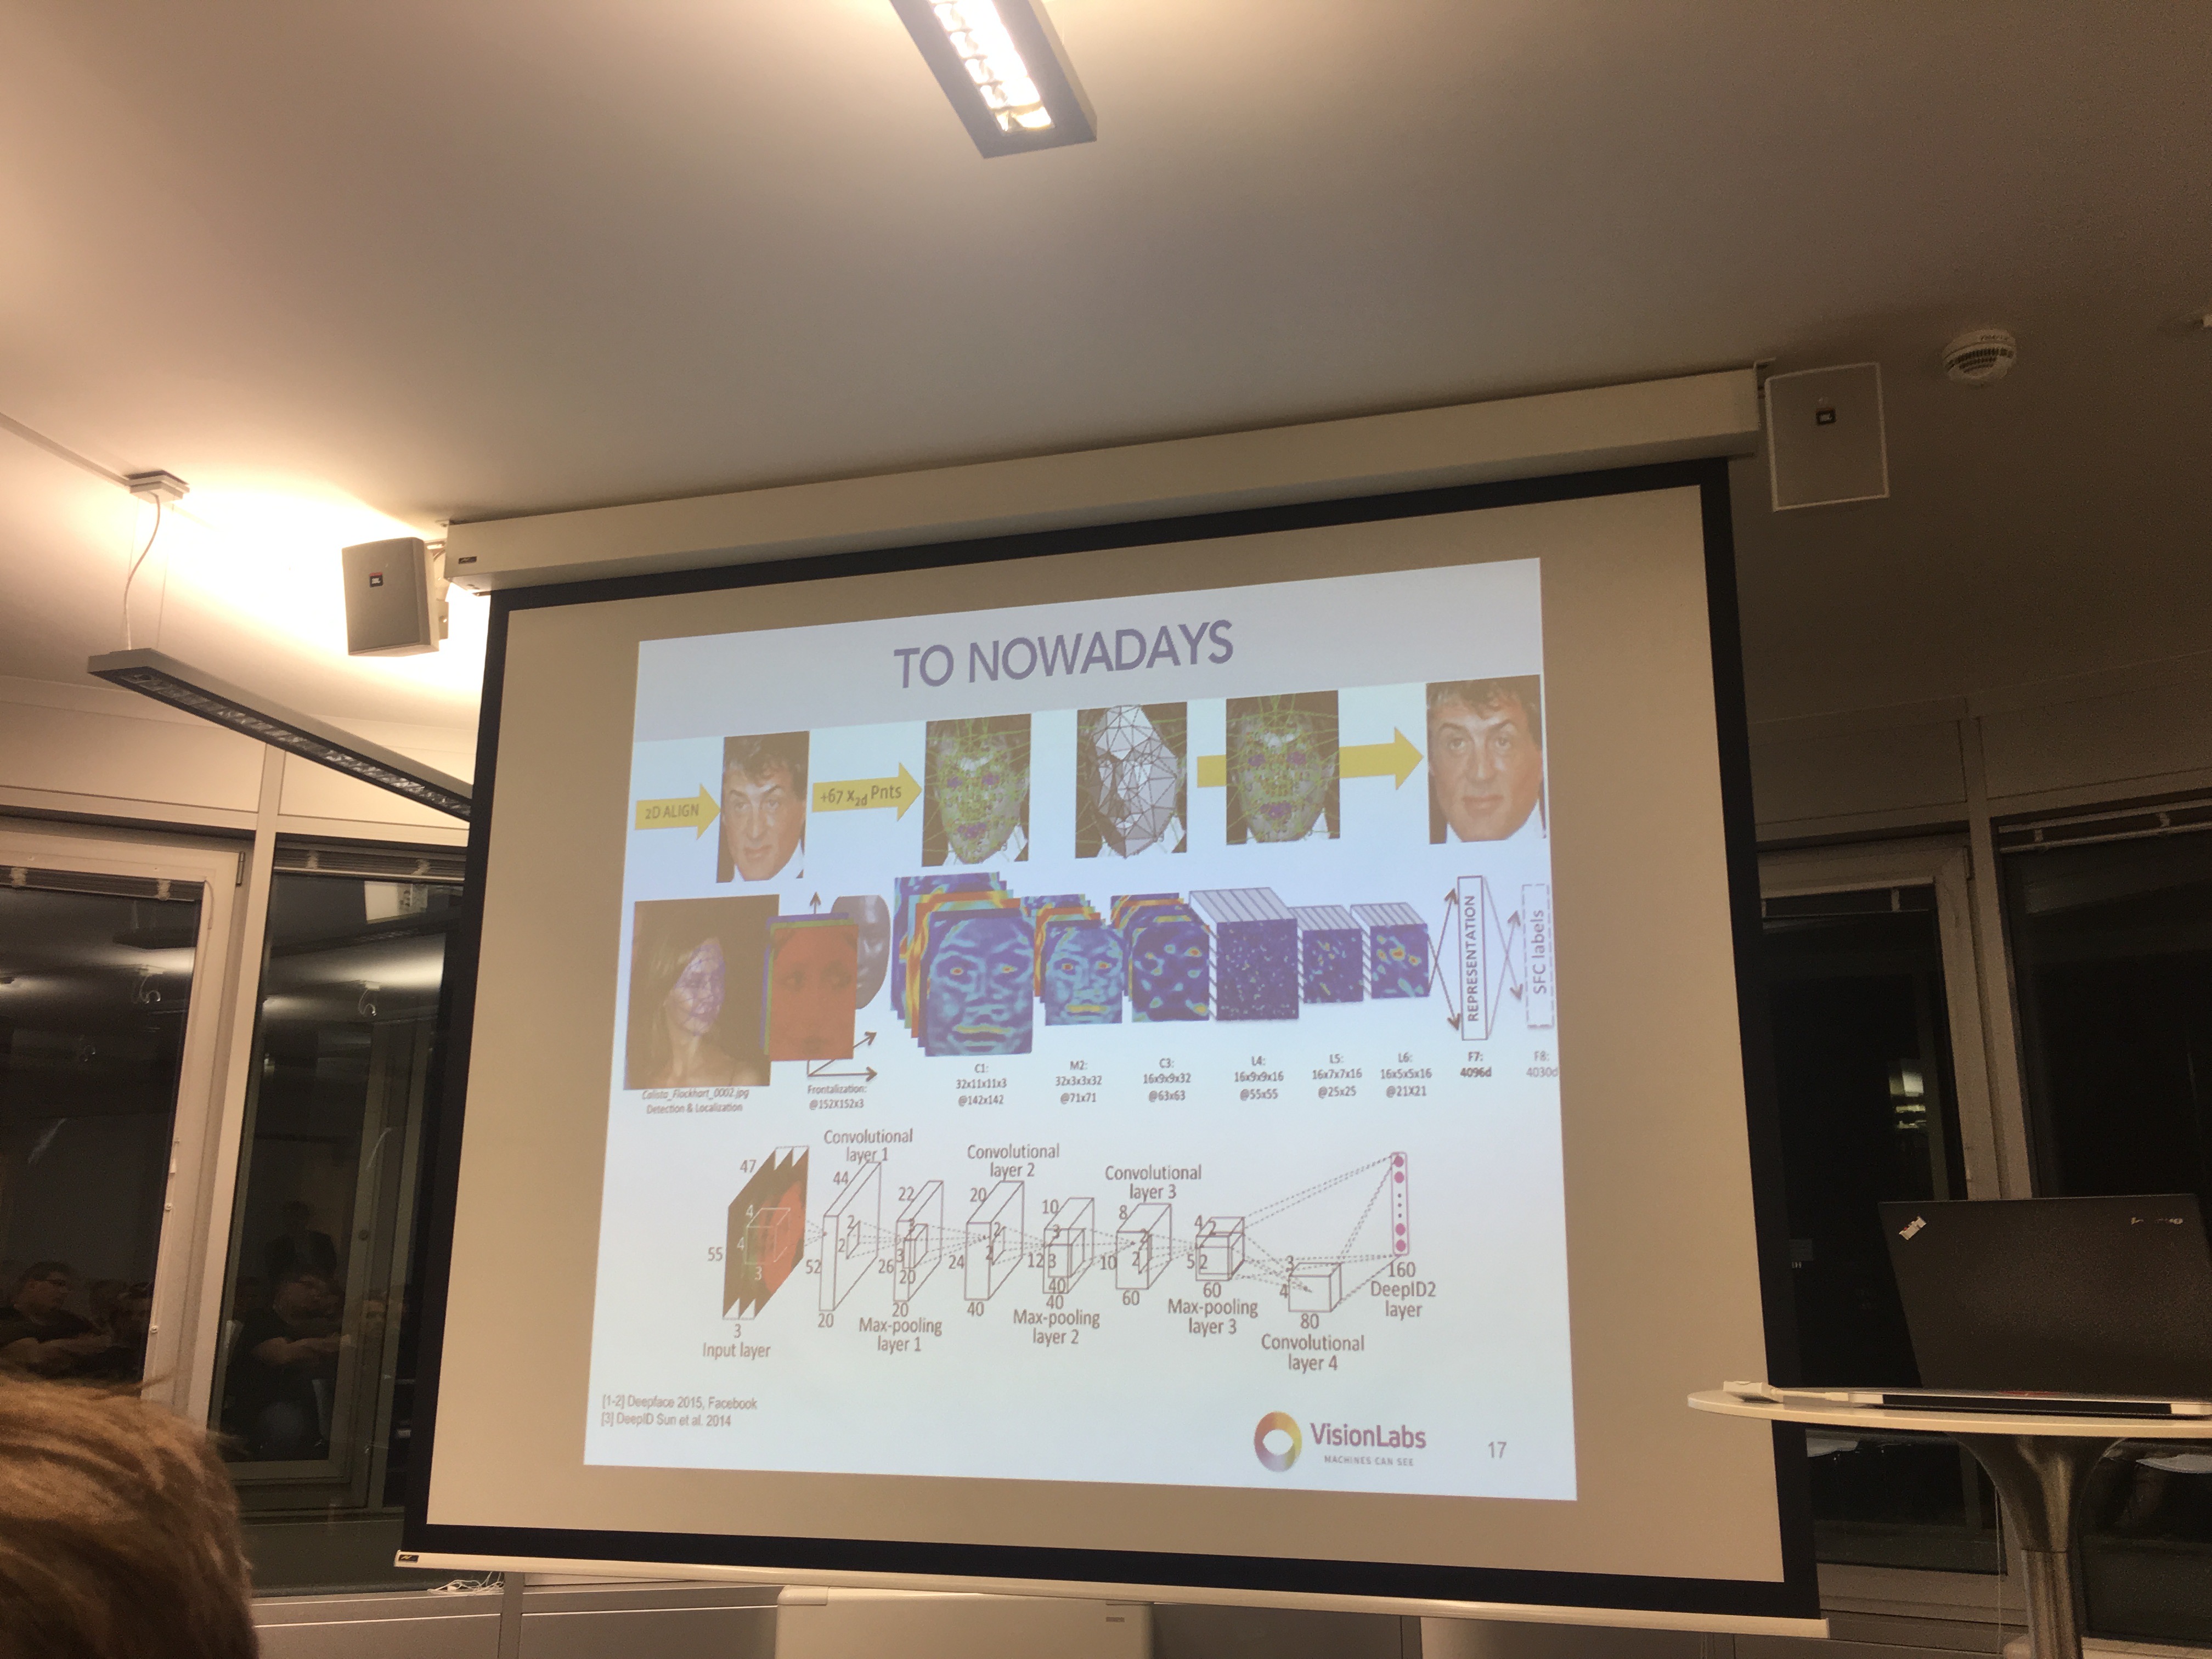 TO NOWADAYS
2D ALIGN
+67 x2d Pnts
REPRESENTATION
SFC labels
Calista_Flockhart_0002.jpg
Detection & Localization
Frontalization:
@152X152x3
C1:
32x11x11x3
@142x142
M2:
32x3x3x32
@71x71
C3:
16x9x9x32
@63x63
L4:
16x9x9x16
@55x55
L5:
16x7x7x16
@25x25
L6:
16x5x5x16
@21X21
F7:
4096d
F8:
4030d
47
4
4
3
55
3
Input layer
Convolutional
layer 1
44
2
2
52
20
22
3
3
26
20
20
Max-pooling
layer 1
Convolutional
layer 2
20
2
2
24
40
10
3
3
12
40
40
Max-pooling
layer 2
Convolutional
layer 3
8
2
2
10
60
4
2
2
5
60
Max-pooling
layer 3
3
4
80
Convolutional
layer 4
160
DeepID2
layer
[1-2] Deepface 2015, Facebook
[3] DeepID Sun et al. 2014
VisionLabs
MACHINES CAN SEE
17
JBL
JBL
lenovo